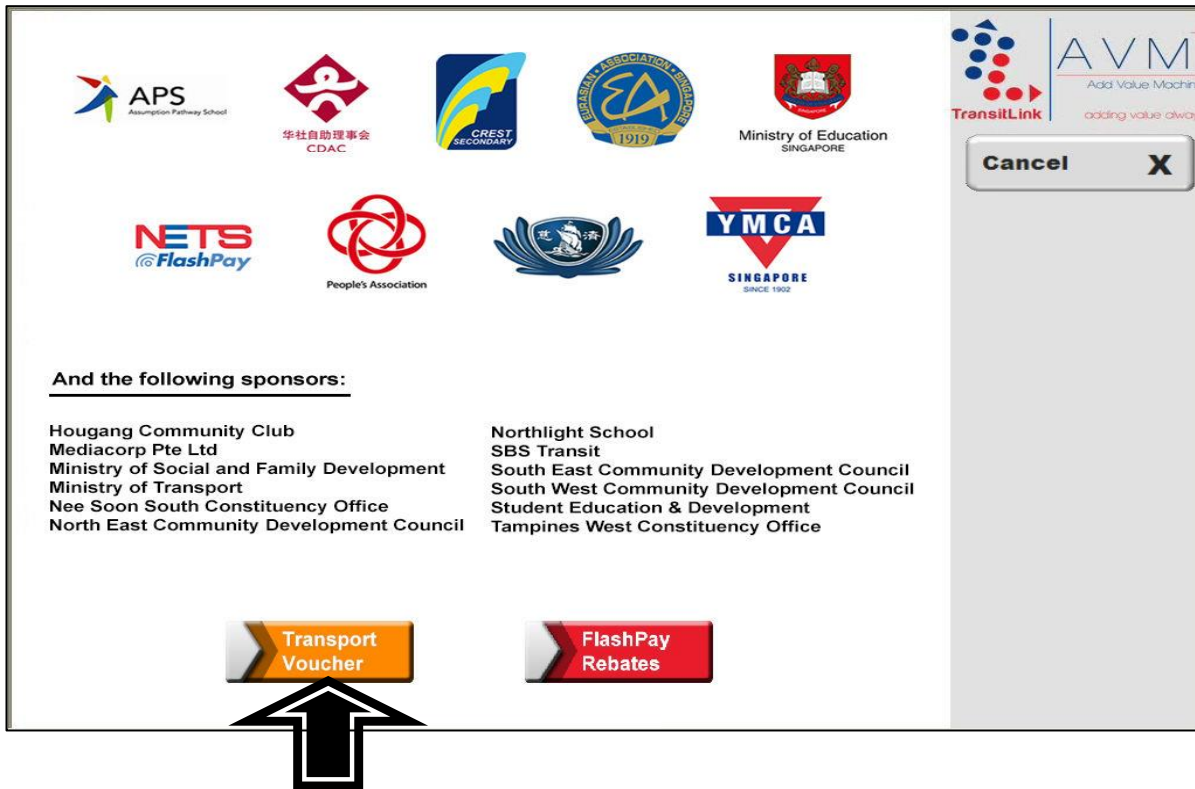 APS
Assumption Pathway School
华社自助理事会
CDAC
CREST
SECONDARY
EURASIAN ASSOCIATION SINGAPORE
EA
1919
Ministry of Education
SINGAPORE
NETS
FlashPay
People's Association
慈 濟
YMCA
SINGAPORE
SINCE 1902
TransitLink
AVM
Add Value Machin
adding value alwa
Cancel X
And the following sponsors:
Hougang Community Club
Mediacorp Pte Ltd
Ministry of Social and Family Development
Ministry of Transport
Nee Soon South Constituency Office
North East Community Development Council
Northlight School
SBS Transit
South East Community Development Council
South West Community Development Council
Student Education & Development
Tampines West Constituency Office
Transport
Voucher
FlashPay
Rebates